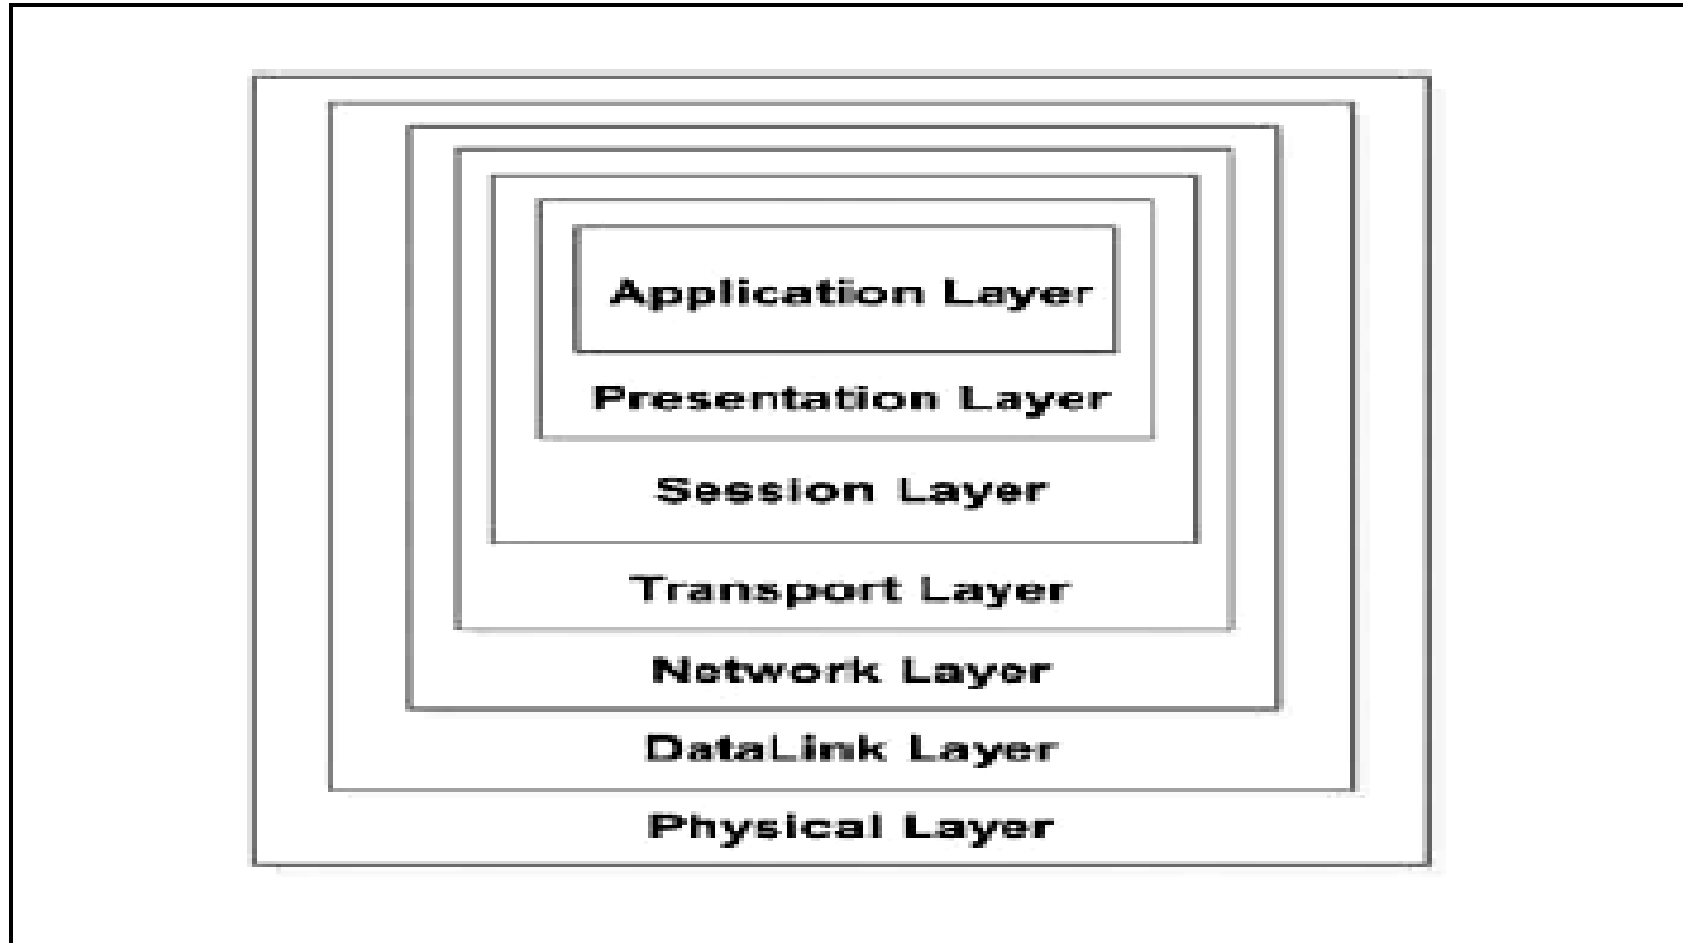 Application Layer
Presentation Layer
Session Layer
Transport Layer
Network Layer
DataLink Layer
Physical Layer